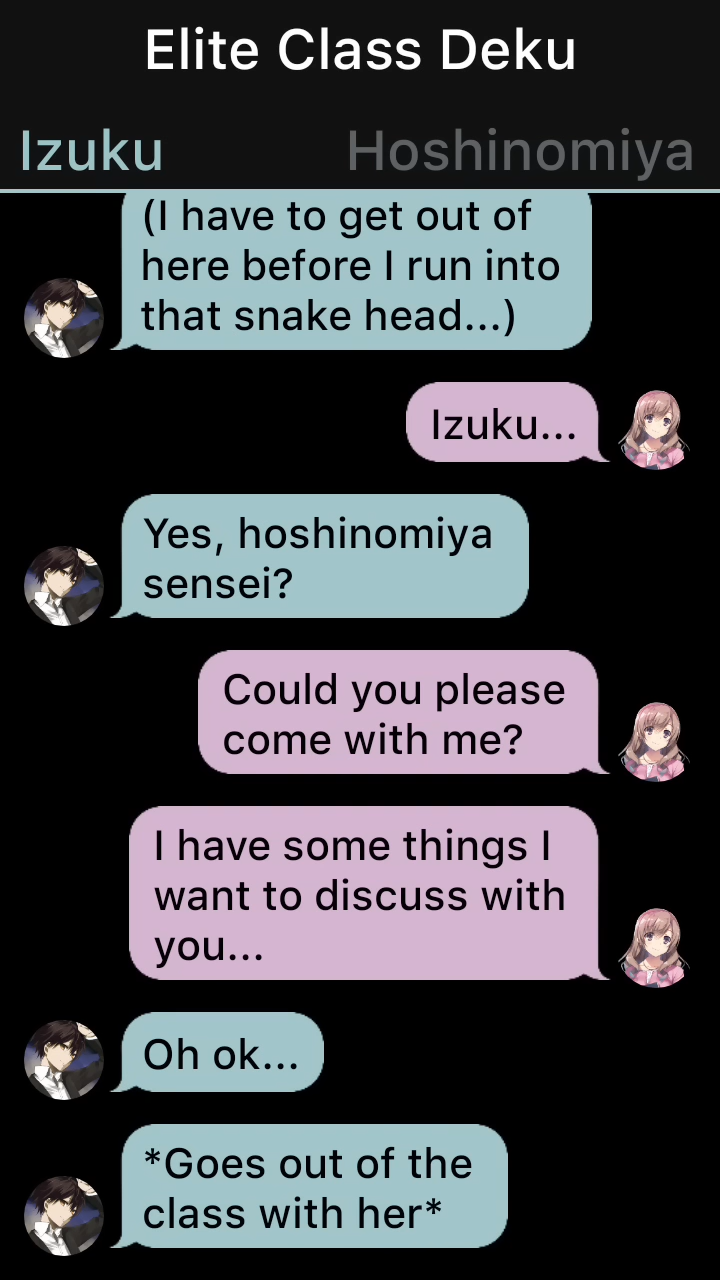 Elite Class Deku
Izuku
Hoshinomiya
(I have to get out of
here before I run into
that snake head...)
Izuku...
Yes, hoshinomiya
sensei?
Could you please
come with me?
I have some things I
want to discuss with
you...
Oh ok...
*Goes out of the
class with her*